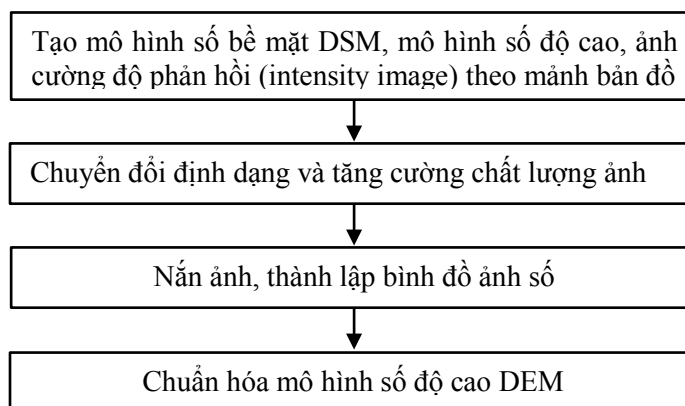 Tạo mô hình số bề mặt DSM, mô hình số độ cao, ảnh
cường độ phản hồi (intensity image) theo mảnh bản đồ
Chuyển đổi định dạng và tăng cường chất lượng ảnh
Nắn ảnh, thành lập bình đồ ảnh số
Chuẩn hóa mô hình số độ cao DEM